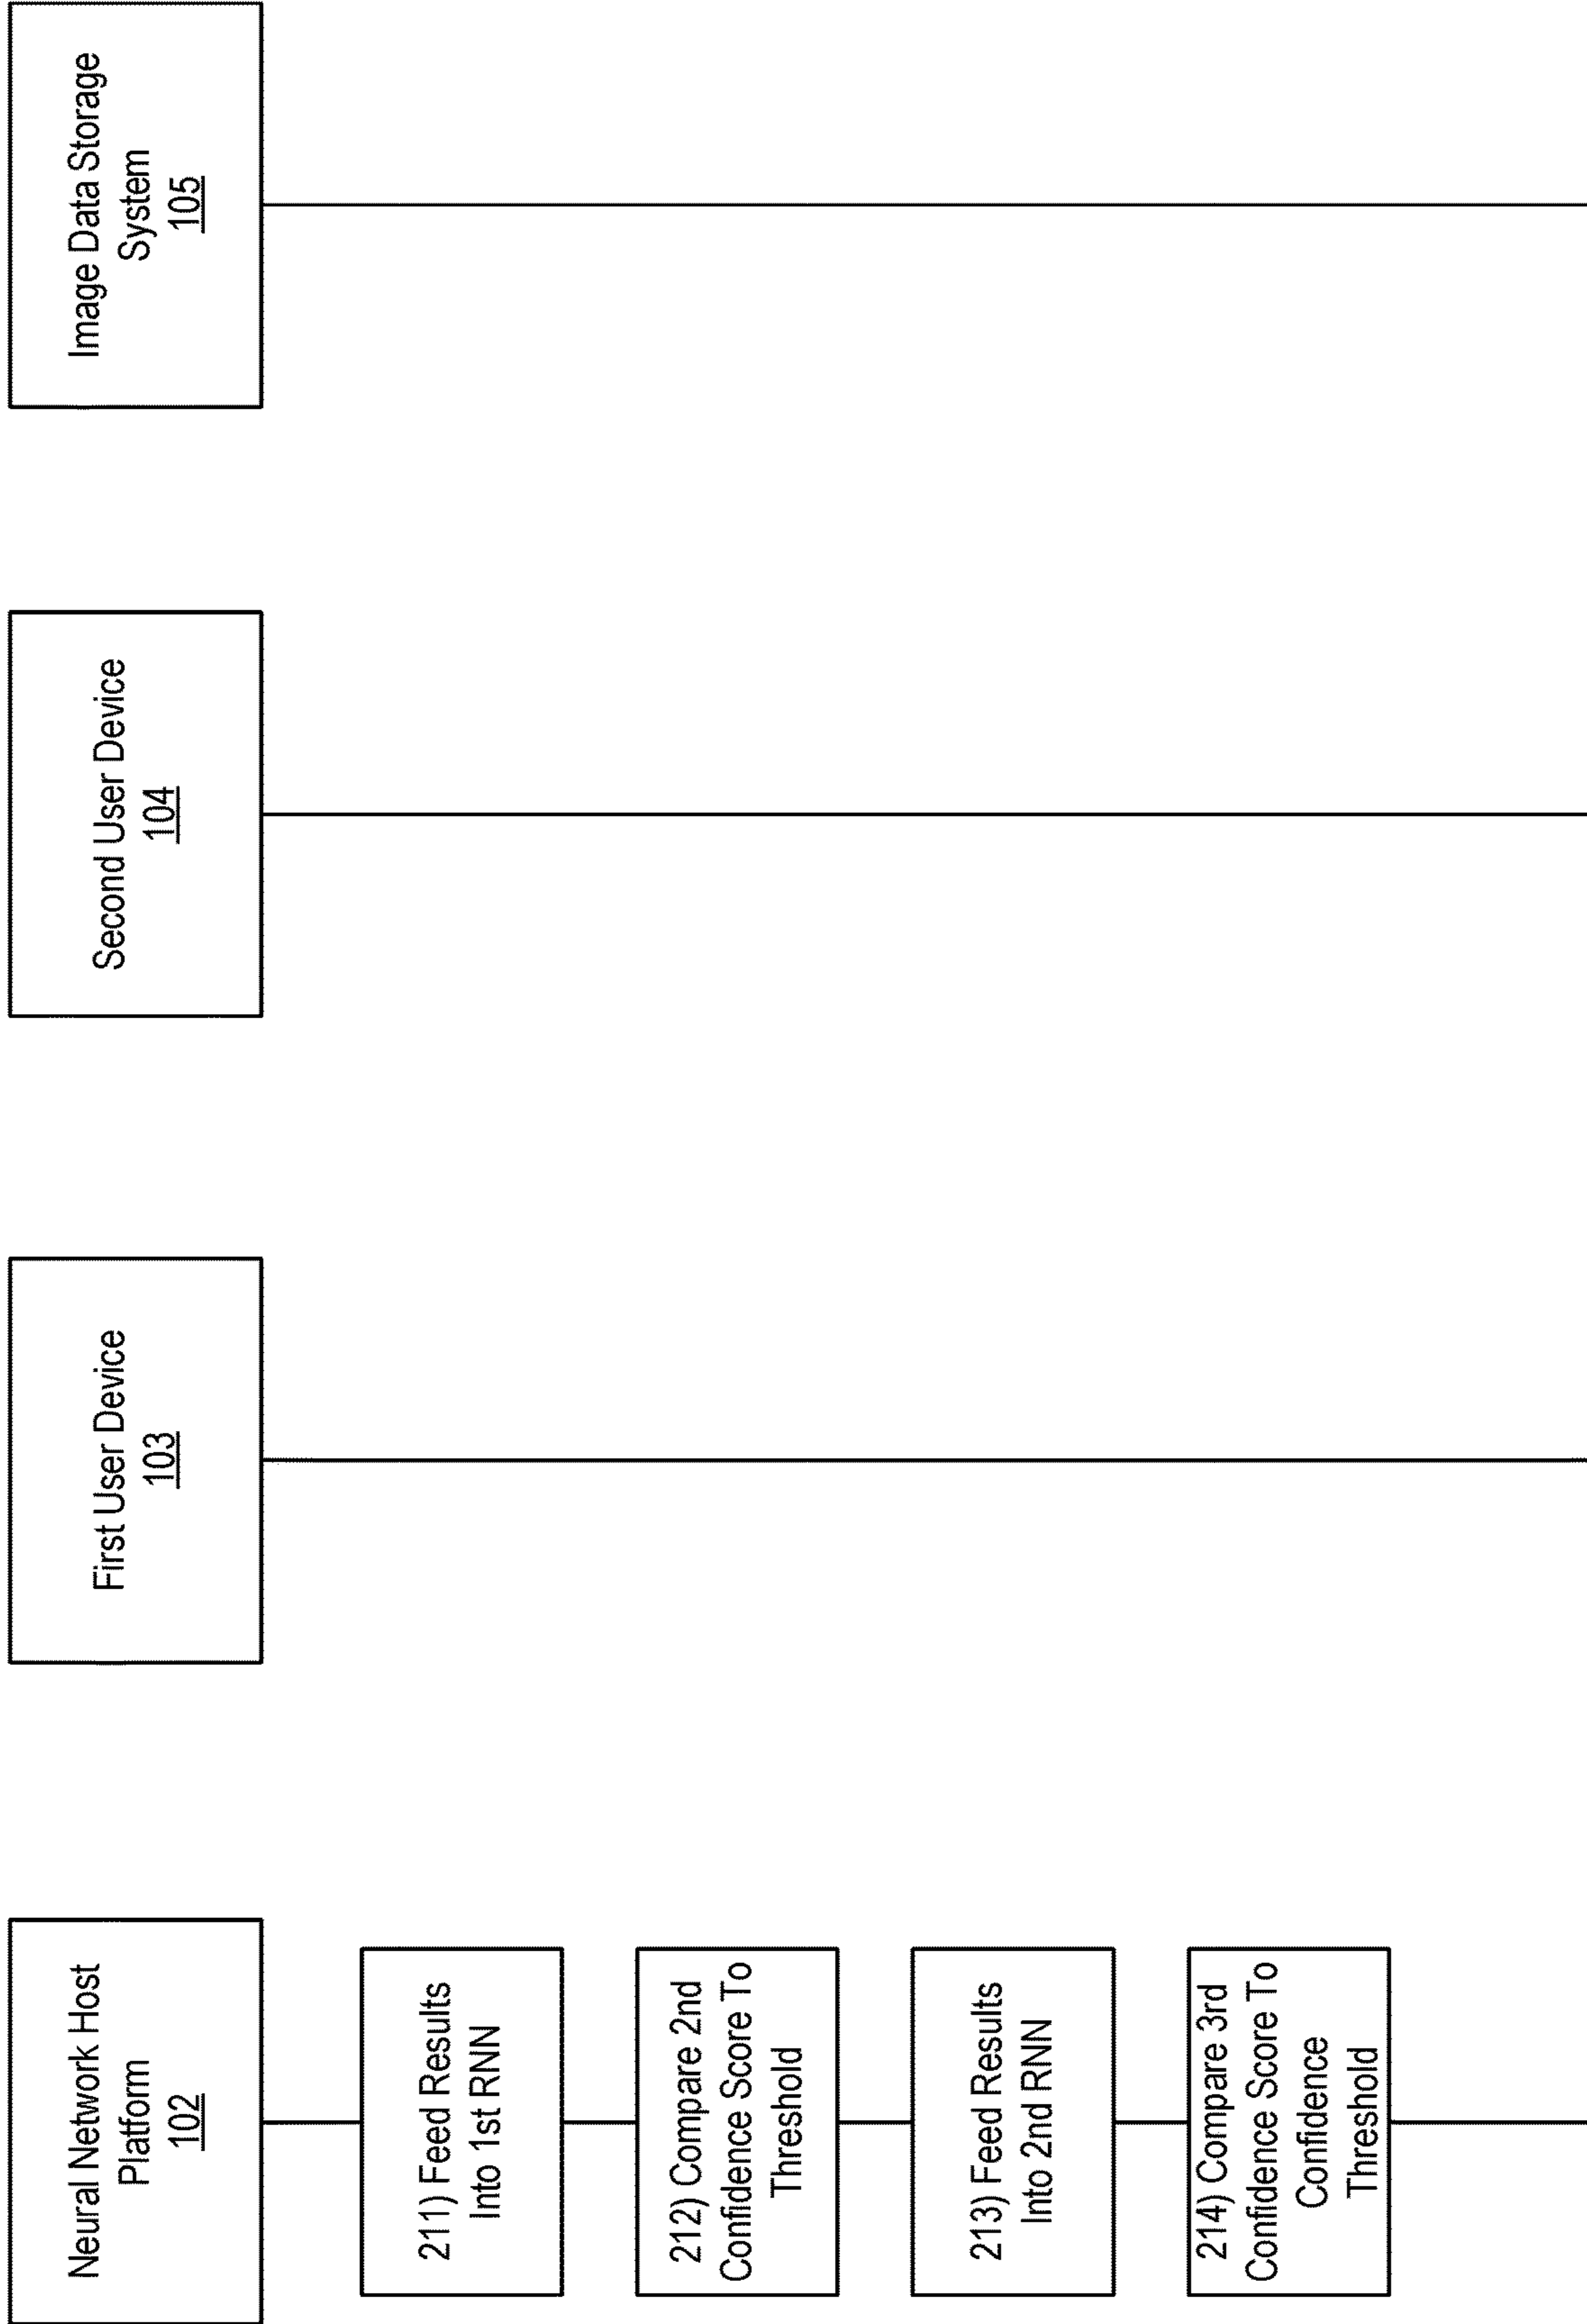 Neural Network Host
Platform
102
First User Device
103
Second User Device
104
Image Data Storage
System
105
211) Feed Results
Into 1st RNN
212) Compare 2nd
Confidence Score To
Threshold
213) Feed Results
Into 2nd RNN
214) Compare 3rd
Confidence Score To
Confidence
Threshold